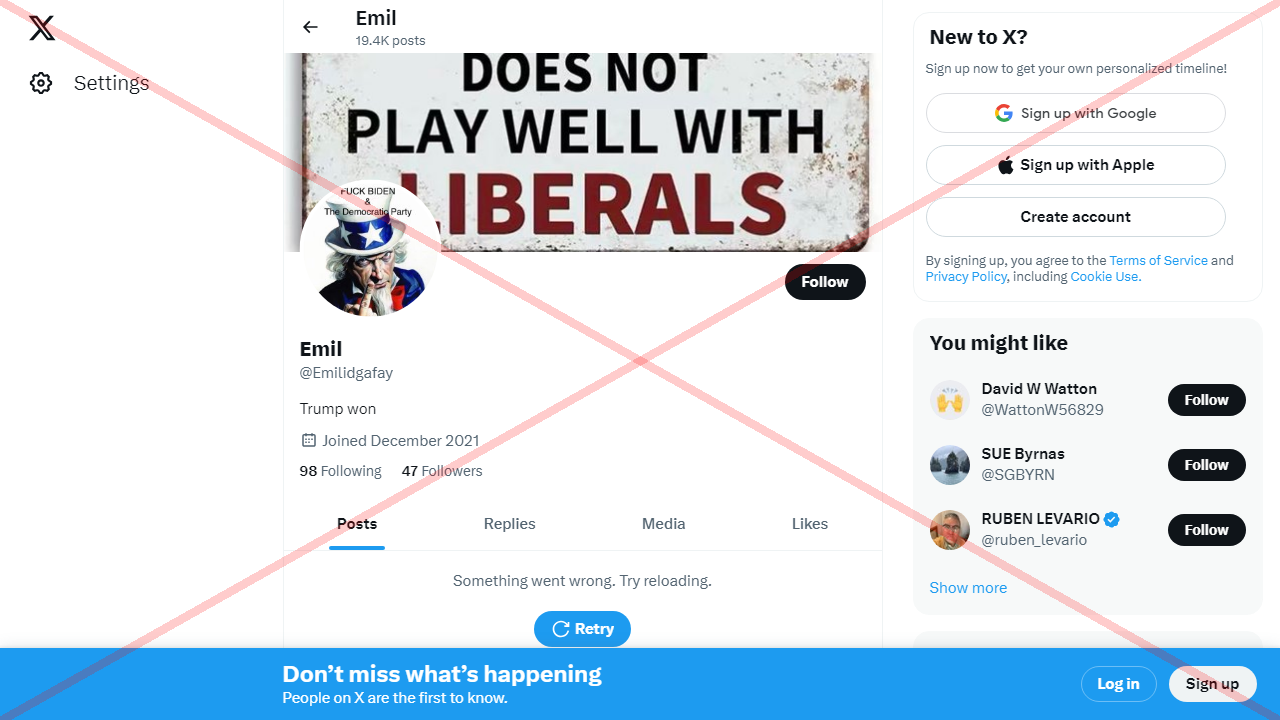 Settings
Emil
19.4K posts
DOES NOT
PLAY WELL WITH
LIBERALS
FUCK BIDEN
&
The Democratic Party
Follow
Emil
@Emilidgafay
Trump won
Joined December 2021
98 Following 47 Followers
Posts Replies Media Likes
Something went wrong. Try reloading.
Retry
New to X?
Sign up now to get your own personalized timeline!
Sign up with Google
Sign up with Apple
Create account
By signing up, you agree to the Terms of Service and
Privacy Policy, including Cookie Use.
You might like
David W Watton
@WattonW56829
Follow
SUE Byrnas
@SGBYRN
Follow
RUBEN LEVARIO
@ruben_levario
Follow
Show more
Don’t miss what’s happening
People on X are the first to know.
Log in
Sign up